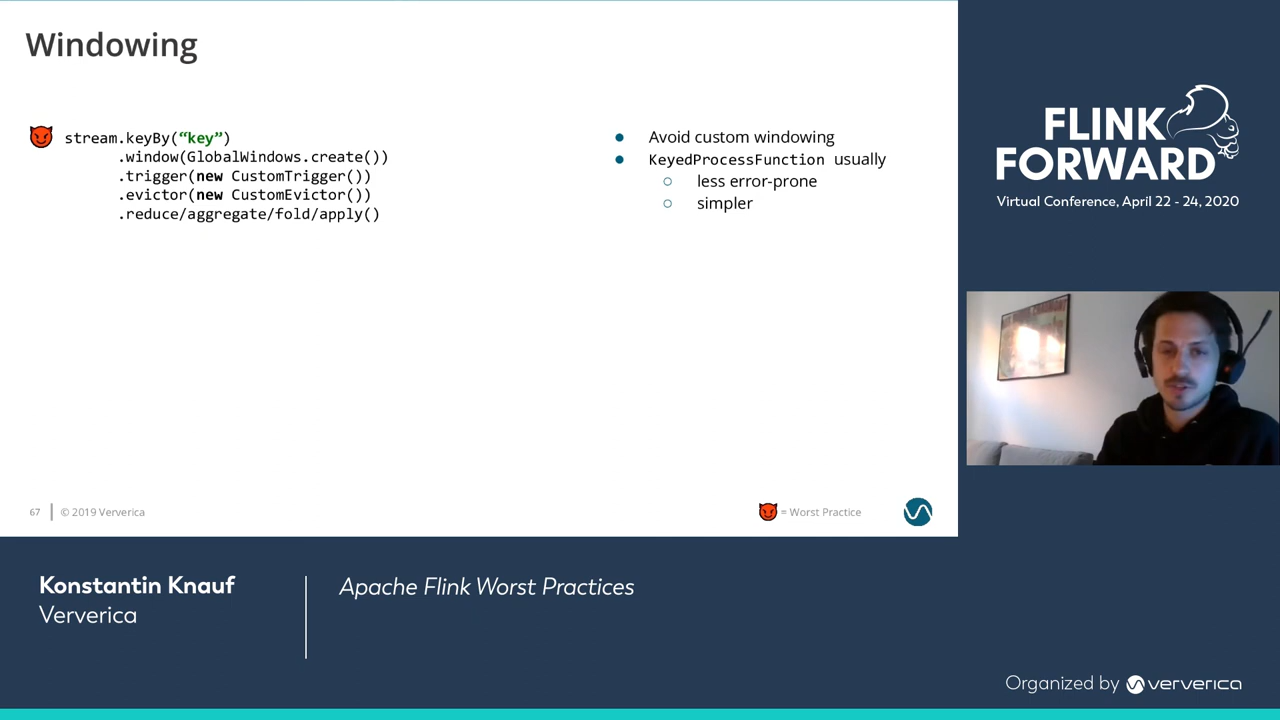 Windowing
stream.keyBy(“key”)
.window(GlobalWindows.create())
.trigger(new CustomTrigger())
.evictor(new CustomEvictor())
.reduce/aggregate/fold/apply()
Avoid custom windowing
KeyedProcessFunction usually
less error-prone
simpler
67
© 2019 Ververica
= Worst Practice
FLINK
FORWARD
Virtual Conference, April 22 - 24, 2020
Konstantin Knauf
Ververica
Apache Flink Worst Practices
Organized by ververica